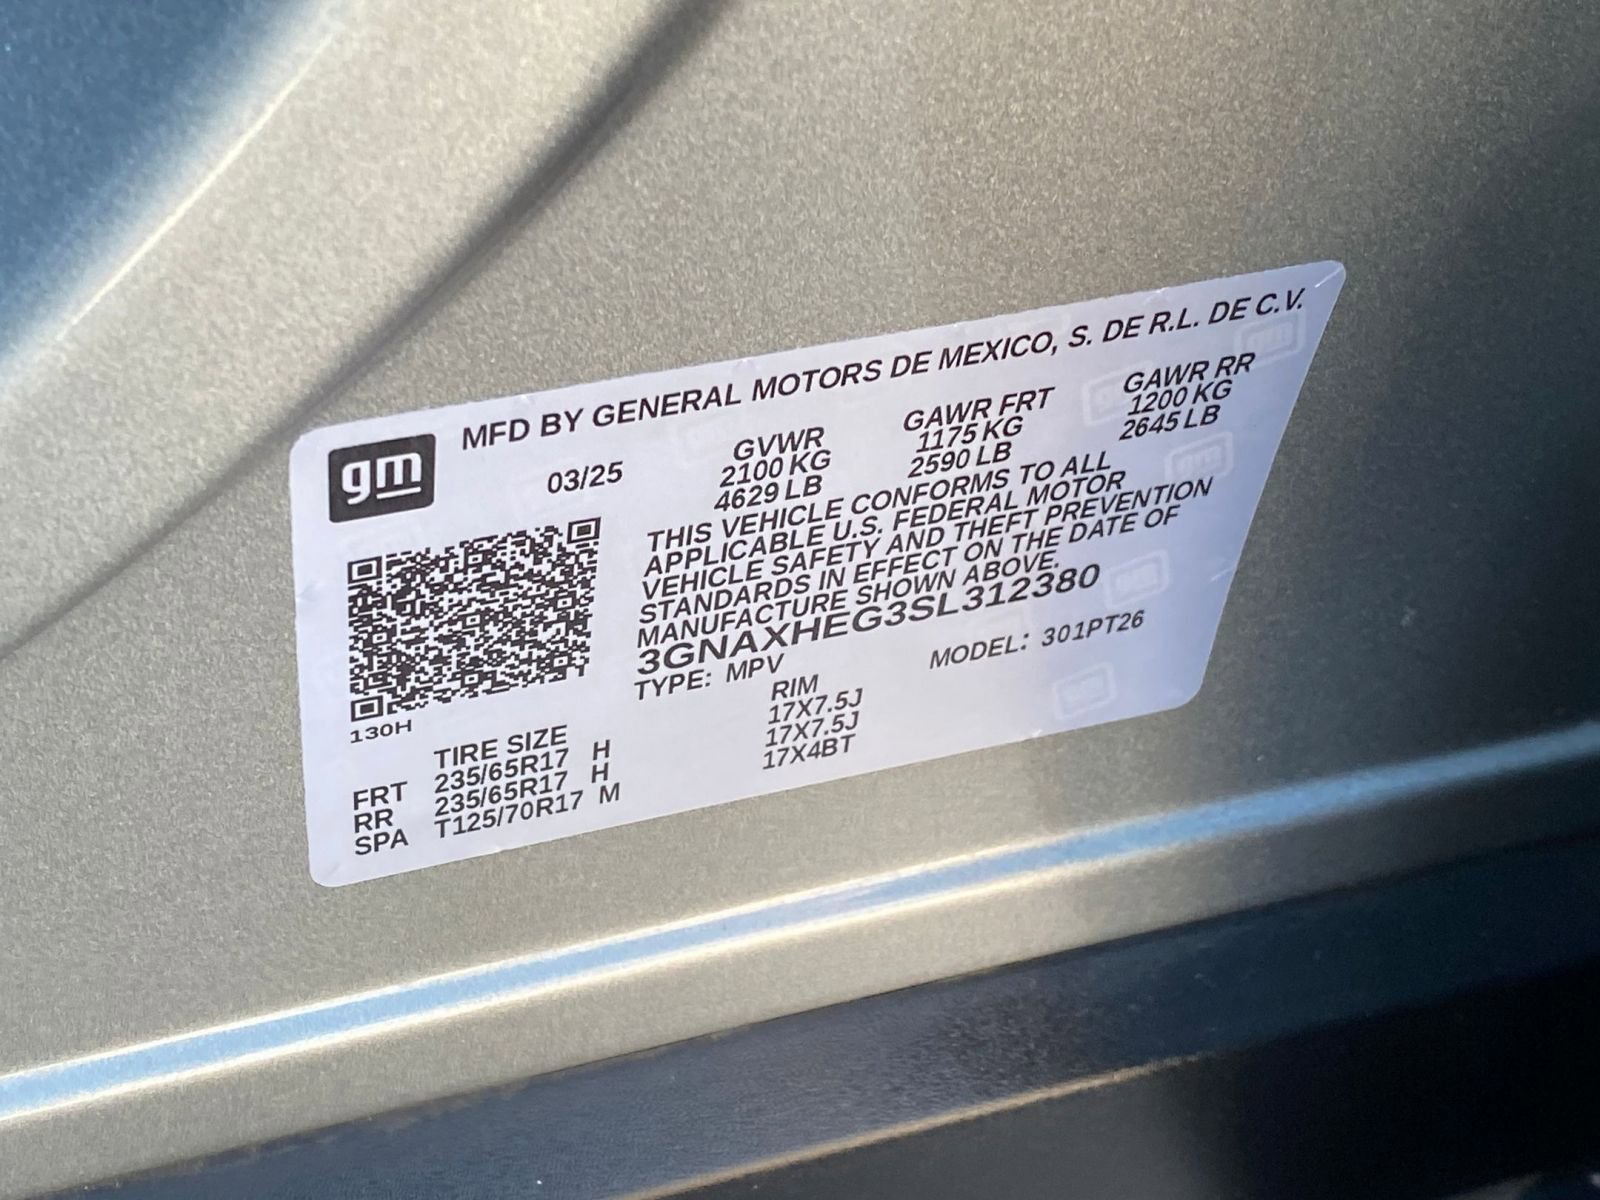 MFD BY GENERAL MOTORS DE MEXICO, S. DE R.L. DE C.V.
gm
03/25
GVWR GAWR FRT GAWR RR
2100 KG 1175 KG 1200 KG
4629 LB 2590 LB 2645 LB
THIS VEHICLE CONFORMS TO ALL
APPLICABLE U.S. FEDERAL MOTOR
VEHICLE SAFETY AND THEFT PREVENTION
STANDARDS IN EFFECT ON THE DATE OF
MANUFACTURE SHOWN ABOVE.
3GNAXHEG3SL312380
TYPE: MPV MODEL: 301PT26
130H
TIRE SIZE RIM
FRT 235/65R17 H 17X7.5J
RR 235/65R17 H 17X7.5J
SPA T125/70R17 M 17X4BT